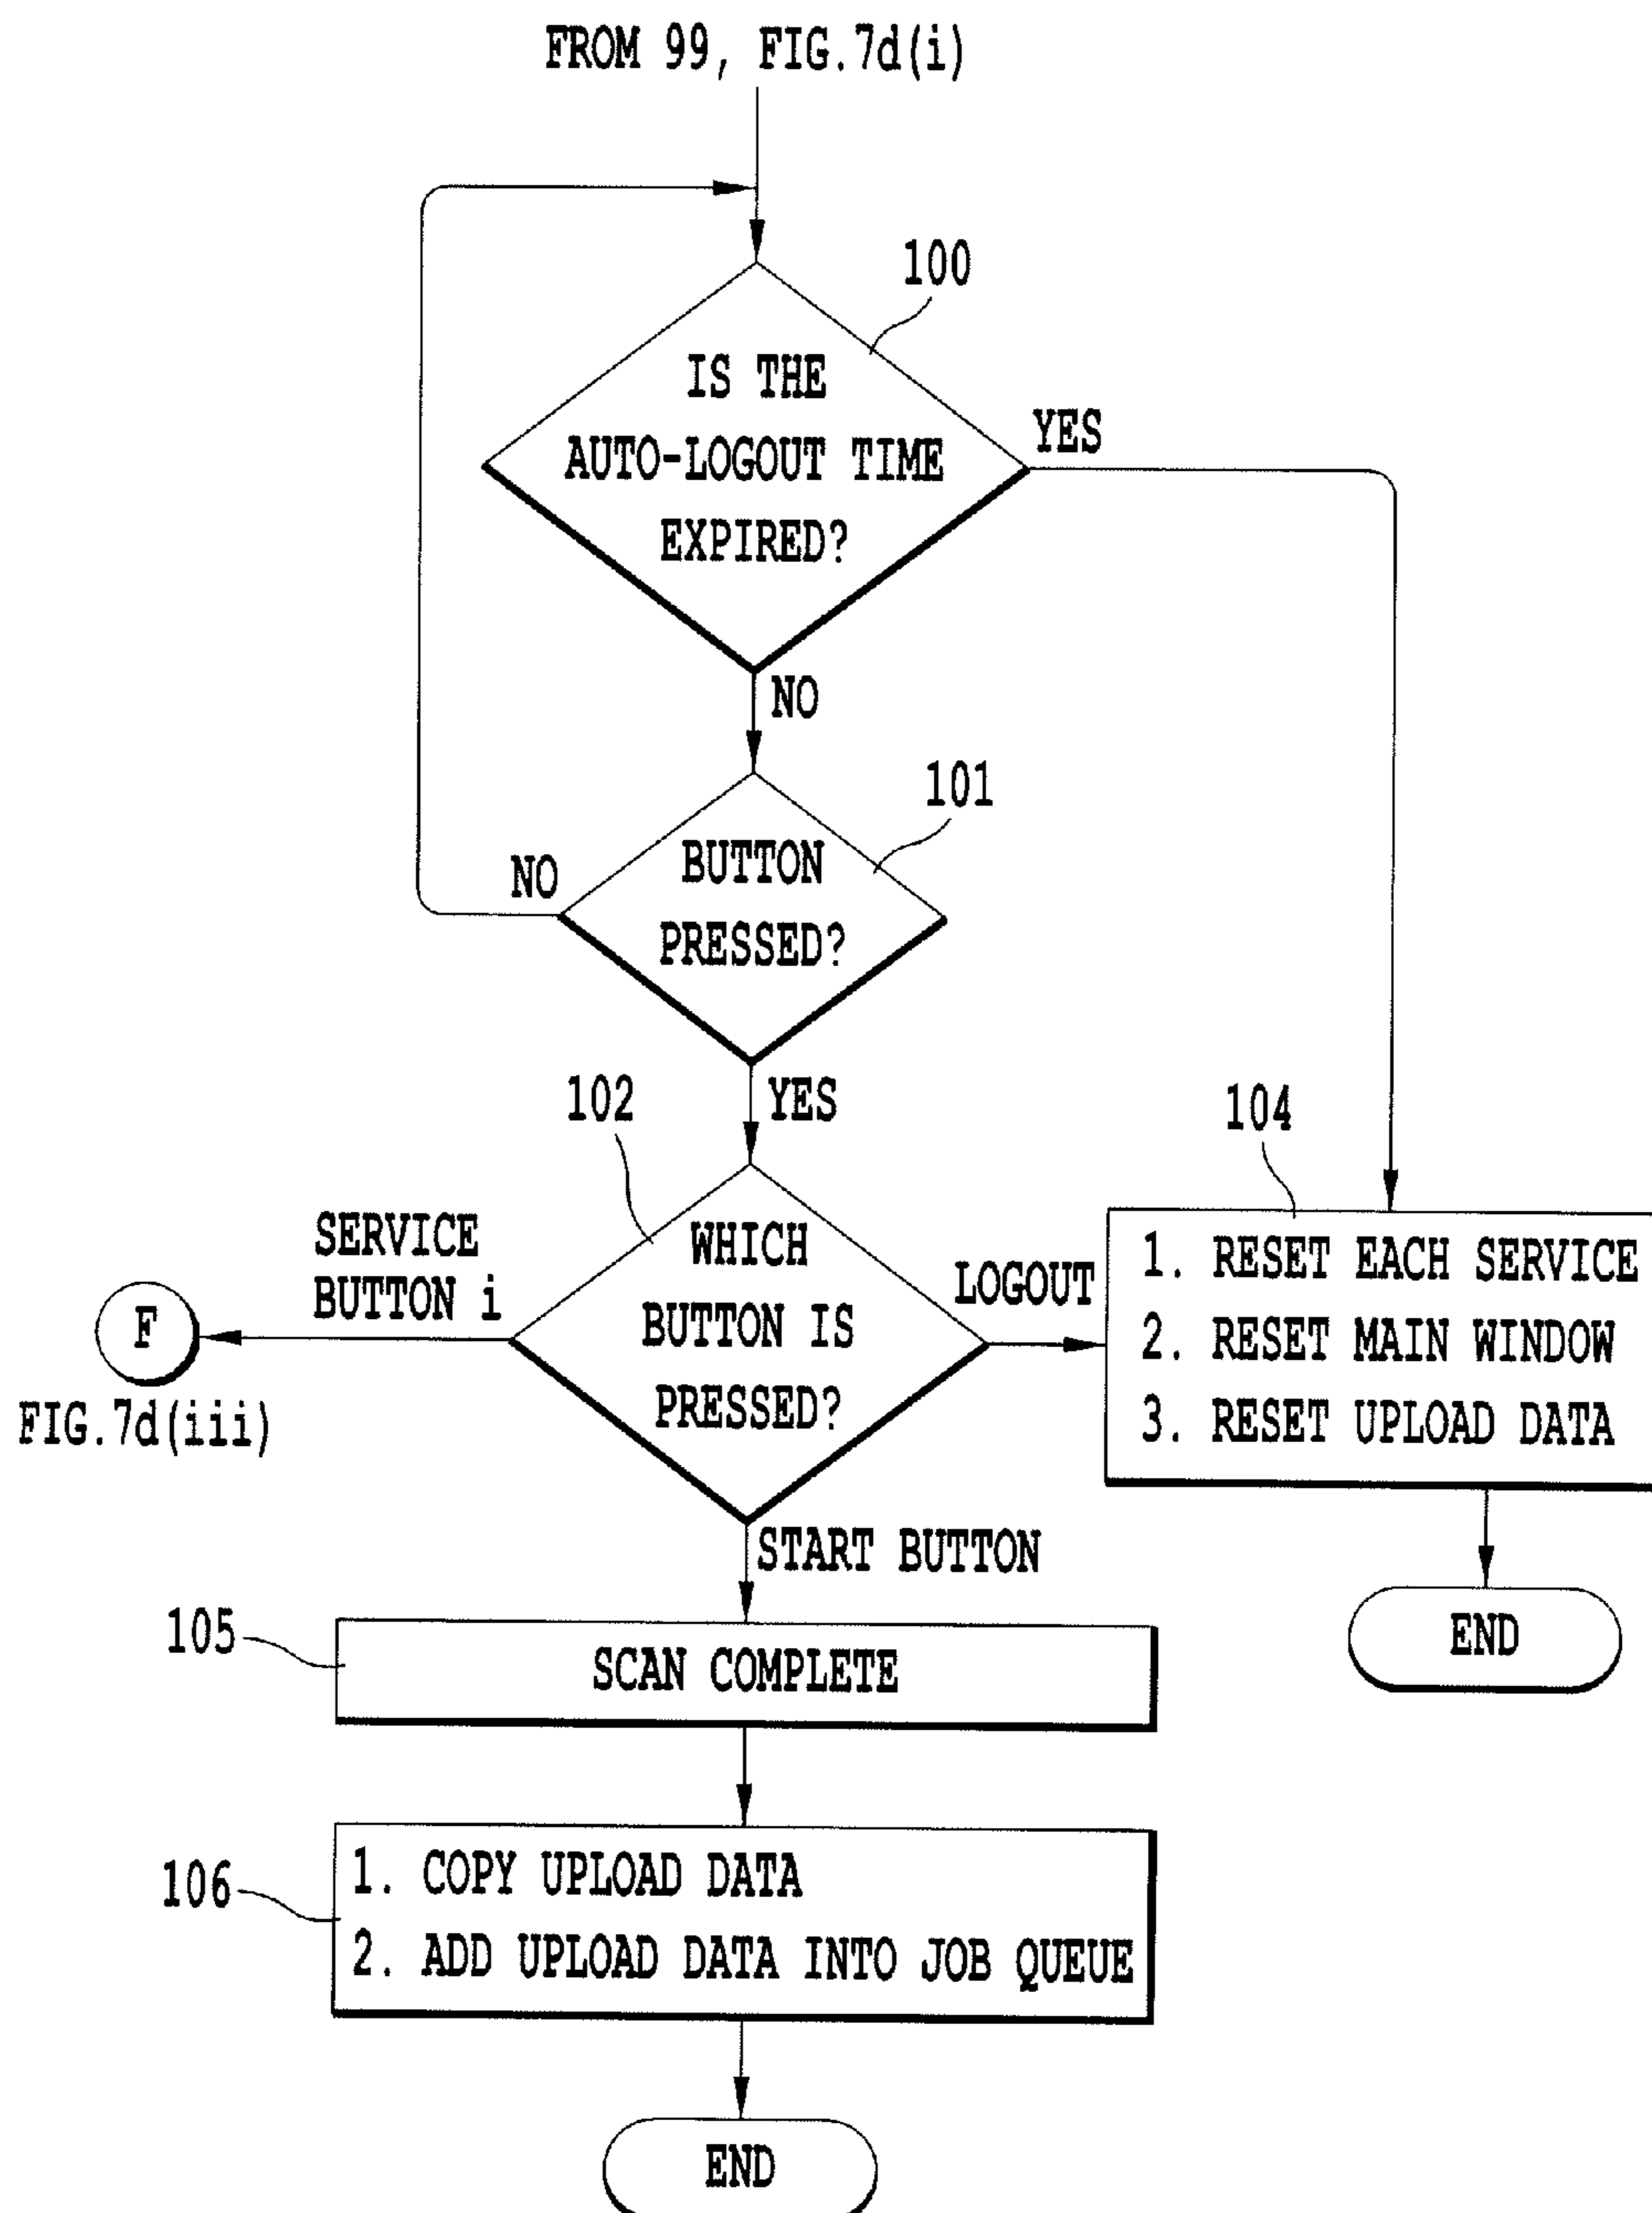 FROM 99, FIG.7d(i)
100
IS THE
AUTO-LOGOUT TIME
EXPIRED?
YES
NO
101
BUTTON
PRESSED?
NO
YES
102
WHICH
BUTTON IS
PRESSED?
SERVICE
BUTTON i
F
FIG.7d(iii)
LOGOUT
104
1. RESET EACH SERVICE
2. RESET MAIN WINDOW
3. RESET UPLOAD DATA
END
START BUTTON
105
SCAN COMPLETE
106
1. COPY UPLOAD DATA
2. ADD UPLOAD DATA INTO JOB QUEUE
END